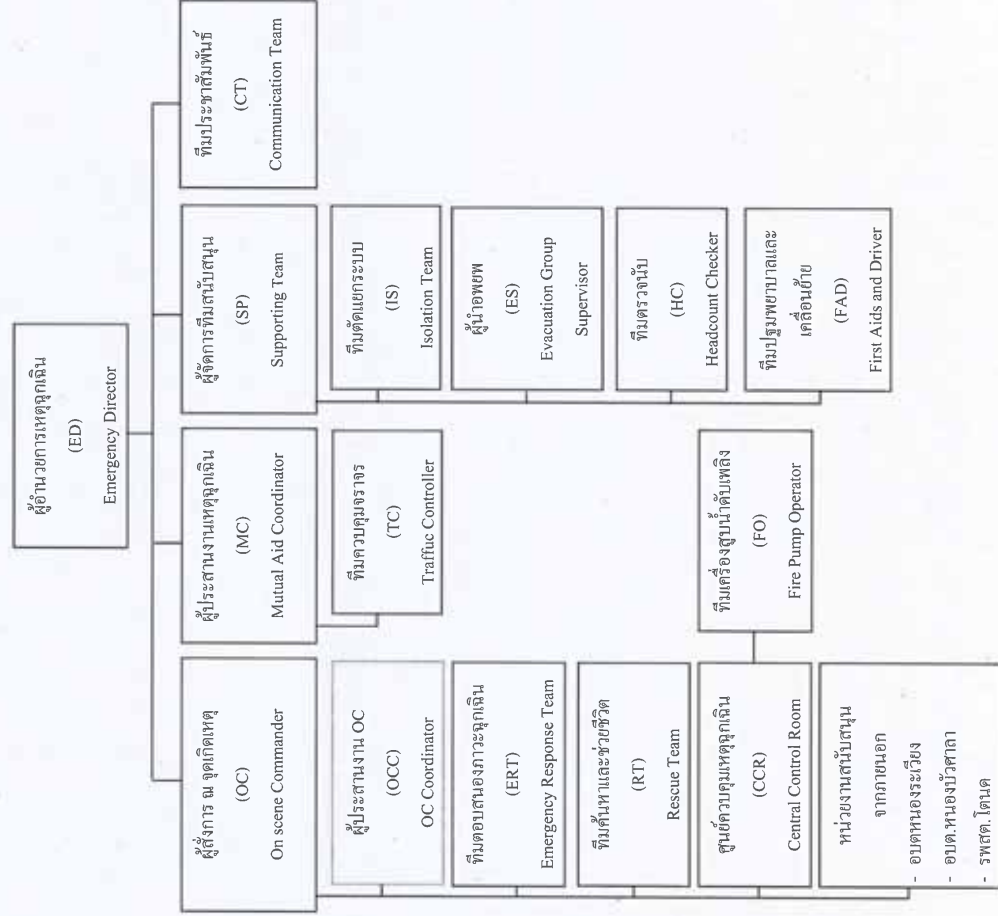 ผู้อำนวยการเหตุฉุกเฉิน
(ED)
Emergency Director
ผู้สั่งการ ณ จุดเกิดเหตุ
(OC)
On scene Commander
ผู้ประสานงานเหตุฉุกเฉิน
(MC)
Mutual Aid Coordinator
ผู้จัดการทีมสนับสนุน
(SP)
Supporting Team
ทีมประชาสัมพันธ์
(CT)
Communication Team
ผู้ประสานงาน OC
(OCC)
OC Coordinator
ทีมควบคุมจราจร
(TC)
Traffuc Controller
ทีมตัดแยกระบบ
(IS)
Isolation Team
ทีมตอบสนองภาวะฉุกเฉิน
(ERT)
Emergency Response Team
ผู้นำอพยพ
(ES)
Evacuation Group
Supervisor
ทีมค้นหาและช่วยชีวิต
(RT)
Rescue Team
ทีมตรวจนับ
(HC)
Headcount Checker
ศูนย์ควบคุมเหตุฉุกเฉิน
(CCR)
Central Control Room
ทีมเครื่องสูบน้ำดับเพลิง
(FO)
Fire Pump Operator
ทีมปฐมพยาบาลและ
เคลื่อนย้าย
(FAD)
First Aids and Driver
หน่วยงานสนับสนุน
จากภายนอก
- อบตหนองระเวียง
- อบต.หนองบัวศาลา
- รพสต.โตนด